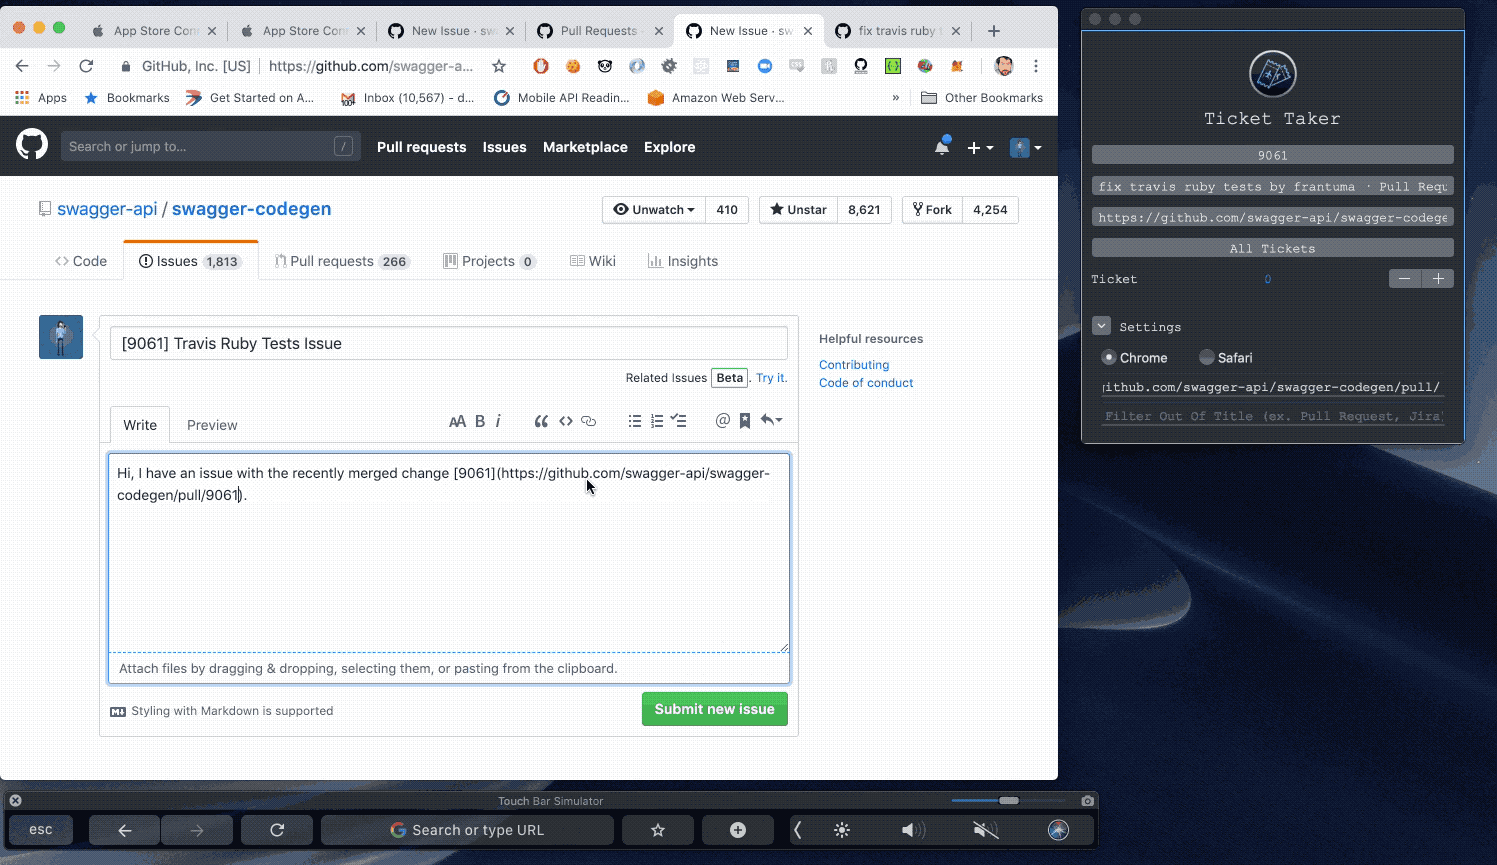 App Store Con
App Store Con
New Issue · sw
Pull Requests ·
New Issue · sw
fix travis ruby t
GitHub, Inc. [US]
https://github.com/swagger-a...
Apps
Bookmarks
Get Started on A...
Inbox (10,567) - d...
Mobile API Readin...
Amazon Web Serv...
»
Other Bookmarks
Search or jump to...
/
Pull requests
Issues
Marketplace
Explore
swagger-api / swagger-codegen
Unwatch
410
Unstar
8,621
Fork
4,254
Code
Issues 1,813
Pull requests 266
Projects 0
Wiki
Insights
[9061] Travis Ruby Tests Issue
Related Issues Beta . Try it.
Write
Preview
Hi, I have an issue with the recently merged change [9061](https://github.com/swagger-api/swagger-
codegen/pull/9061).
Attach files by dragging & dropping, selecting them, or pasting from the clipboard.
Styling with Markdown is supported
Submit new issue
Helpful resources
Contributing
Code of conduct
Ticket Taker
9061
fix travis ruby tests by frantuma · Pull Requ
https://github.com/swagger-api/swagger-codege
All Tickets
Ticket
0
Settings
Chrome
Safari
github.com/swagger-api/swagger-codegen/pull/
Filter Out Of Title (ex. Pull Request, Jira
Touch Bar Simulator
esc
Search or type URL